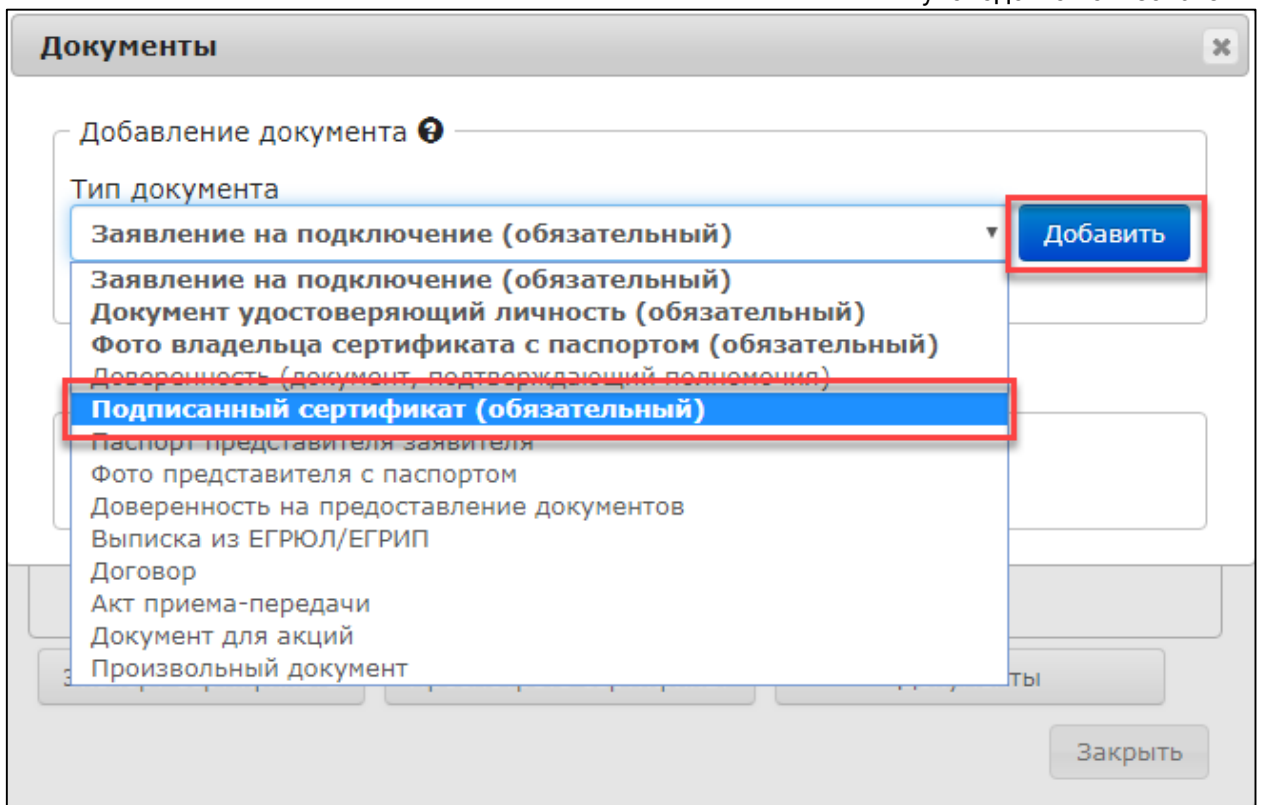 Документы
Добавление документа
Тип документа
Заявление на подключение (обязательный)
Добавить
Заявление на подключение (обязательный)
Документ удостоверяющий личность (обязательный)
Фото владельца сертификата с паспортом (обязательный)
Доверенность (документ, подтверждающий полномочия)
Подписанный сертификат (обязательный)
Паспорт представителя заявителя
Фото представителя с паспортом
Доверенность на предоставление документов
Выписка из ЕГРЮЛ/ЕГРИП
Договор
Акт приема-передачи
Документ для акций
Произвольный документ
Закрыть